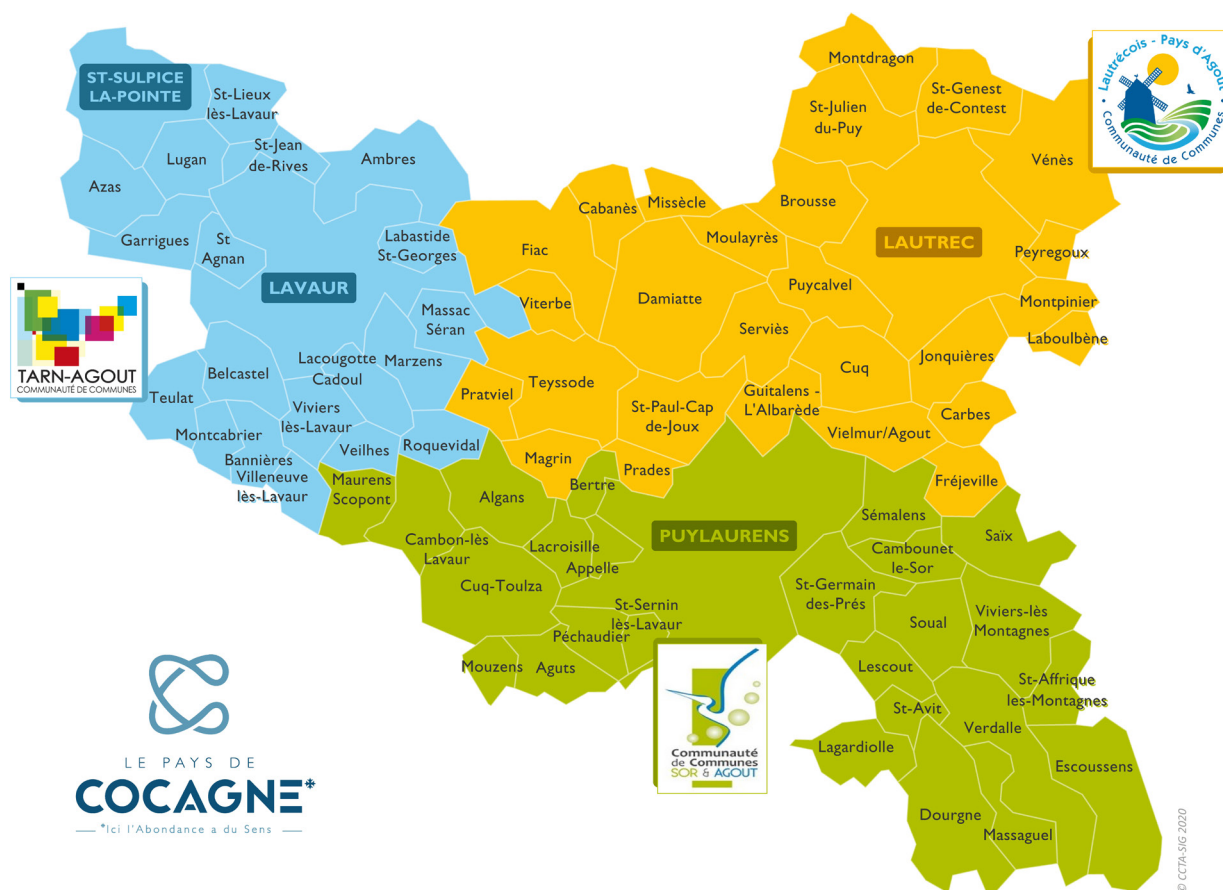 Montdragon
ST-SULPICE
LA-POINTE
St-Lieux
lès-Lavaur
St-Genest
de-Contest
St-Julien
du-Puy
Lautrécois - Pays d'Agout
Communauté de Communes
Lugan
St-Jean
de-Rives
Ambres
Vénès
Azas
Cabanès
Missècle
Brousse
Garrigues
St
Agnan
Labastide
St-Georges
Fiac
Moulayrès
LAUTREC
Peyregoux
LAVAUR
Viterbe
Damiatte
Puycalvel
Montpinier
Massac
Séran
Serviès
Laboulbène
TARN-AGOUT
COMMUNAUTÉ DE COMMUNES
Belcastel
Lacougotte
Cadoul
Marzens
Teyssode
Cuq
Jonquières
Teulat
Viviers
lès-Lavaur
Pratviel
St-Paul-Cap
de-Joux
Guitalens -
L'Albarède
Carbes
Montcabrier
Veilhes
Roquevidal
Vielmur/Agout
Bannières
Villeneuve
lès-Lavaur
Maurens
Scopont
Magrin
Prades
Bertre
Fréjeville
Algans
Sémalens
Saïx
PUYLAURENS
Cambon-lès
Lavaur
Lacroisille
Appelle
Cambounet
le-Sor
Cuq-Toulza
St-Germain
des-Prés
St-Sernin
lès-Lavaur
Soual
Viviers-lès
Montagnes
Péchaudier
Mouzens
Aguts
Lescout
St-Affrique
les-Montagnes
St-Avit
Verdalle
Lagardiolle
Escoussens
Communauté
de Communes
SOR & AGOUT
Dourgne
Massaguel
LE PAYS DE
COCAGNE*
*Ici l'Abondance a du Sens
© CCTA-SIG 2020